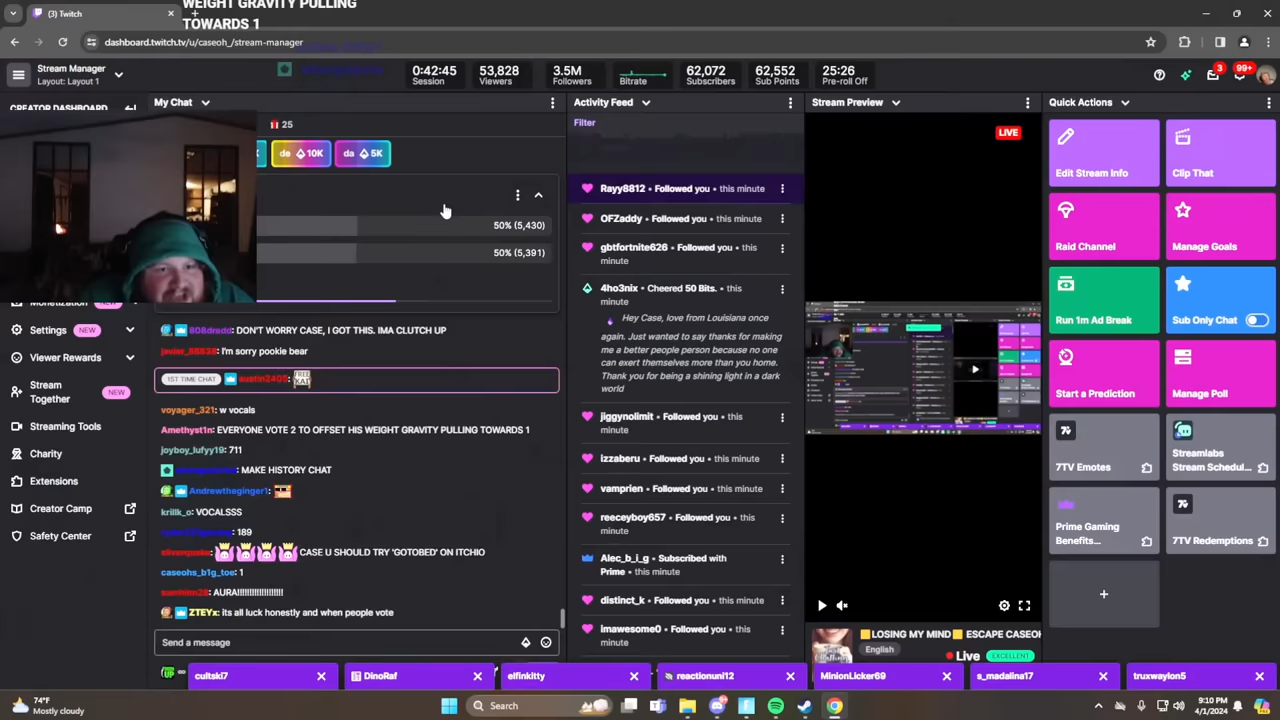 WEIGHT GRAVITY PULLING
TOWARDS 1
Twitch
dashboard.twitch.tv/u/caseoh_/stream-manager
Stream Manager
Layout: Layout 1
0:42:45
Session
53,828
Viewers
3.5M
Followers
Bitrate
62,072
Subscribers
62,552
Sub Points
25:26
Pre-roll Off
3
99+
CREATOR DASHBOARD
My Chat
25
de 10K
da 5K
50% (5,430)
50% (5,391)
Settings NEW
Viewer Rewards
Stream
Together NEW
Streaming Tools
Charity
Extensions
Creator Camp
Safety Center
808dredd: DON'T WORRY CASE, I GOT THIS. IMA CLUTCH UP
I'm sorry pookie bear
1ST TIME CHAT austin2405: FREE KAI
voyager_321: w vocals
Amethyst1n: EVERYONE VOTE 2 TO OFFSET HIS WEIGHT GRAVITY PULLING TOWARDS 1
joyboy_lufyy19: 711
MAKE HISTORY CHAT
Andrewtheginger1:
krillk_o: VOCALSSS
189
CASE U SHOULD TRY 'GOTOBED' ON ITCHIO
caseohs_b1g_toe: 1
AURA!!!!!!!!!!!!!!!!!!!
ZTEYx: its all luck honestly and when people vote
Send a message
Activity Feed
Filter
Rayy8812 • Followed you • this minute
OFZaddy • Followed you • this minute
gbtfortnite626 • Followed you • this
minute
4ho3nix • Cheered 50 Bits. • this
minute
Hey Case, love from Louisiana once
again. Just wanted to say thanks for making
me a betterpherres person because no one
can exert themselves more than you home.
Thank you for being a shining light in a dark
world
jiggynolimit • Followed you • this
minute
izzaberu • Followed you • this minute
Followed you • this minute
reeceyboy657 • Followed you • this
minute
Alec_b_i_g • Subscribed with
Prime • this minute
distinct_k • Followed you • this minute
imawesome0 • Followed you • this
minute
Stream Preview
LIVE
🟨LOSING MY MIND🟨 ESCAPE CASEOH
English
Live EXCELLENT
Quick Actions
Edit Stream Info
Clip That
Raid Channel
Manage Goals
Run 1m Ad Break
Sub Only Chat
Start a Prediction
Manage Poll
7TV Emotes
Streamlabs
Stream Schedul...
Prime Gaming
Benefits...
7TV Redemptions
cultski7
DinoRaf
elfinkitty
reactionuni12
MinionLicker69
s_madalina17
truxwaylon5
74°F
Mostly cloudy
Search
9:10 PM
4/1/2024